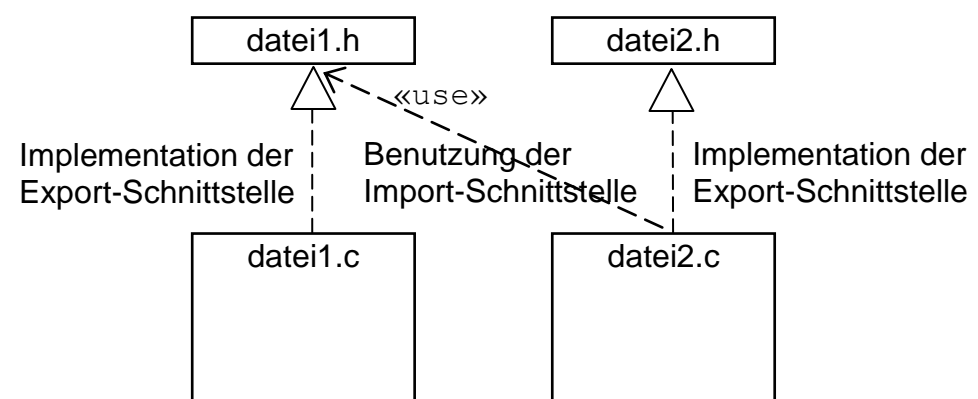 datei1.h
datei2.h
«use»
Implementation der
Export-Schnittstelle
Benutzung der
Import-Schnittstelle
Implementation der
Export-Schnittstelle
datei1.c
datei2.c